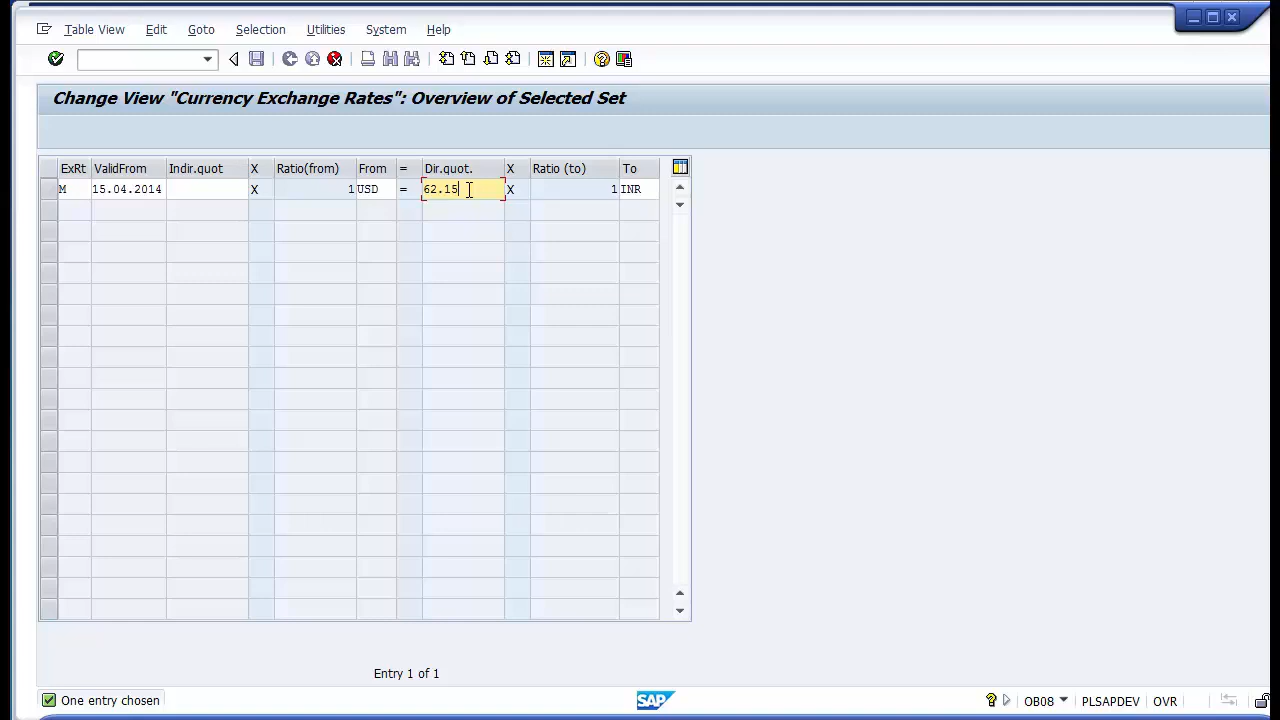 Table View Edit Goto Selection Utilities System Help
Change View "Currency Exchange Rates": Overview of Selected Set
ExRt ValidFrom Indir.quot X Ratio(from) From = Dir.quot. X Ratio (to) To
M 15.04.2014 X 1 USD = 62.15 X 1 INR
Entry 1 of 1
One entry chosen SAP OB08 PLSAPDEV OVR